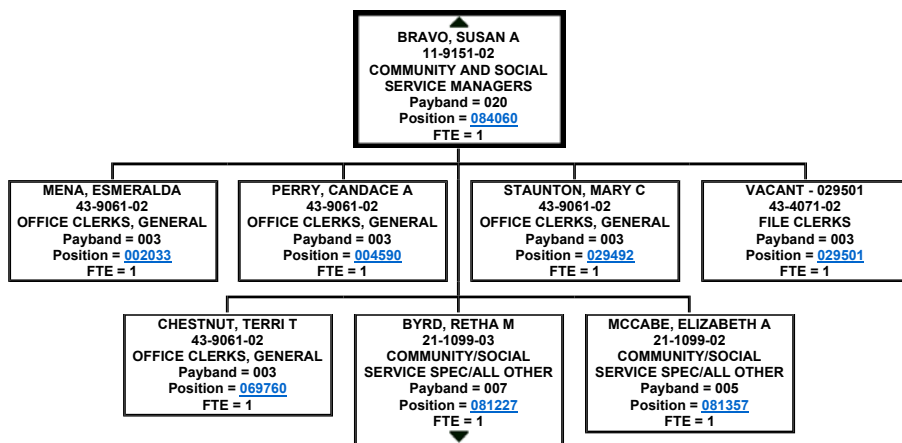 BRAVO, SUSAN A
11-9151-02
COMMUNITY AND SOCIAL
SERVICE MANAGERS
Payband = 020
Position = 084060
FTE = 1
MENA, ESMERALDA
43-9061-02
OFFICE CLERKS, GENERAL
Payband = 003
Position = 002033
FTE = 1
PERRY, CANDACE A
43-9061-02
OFFICE CLERKS, GENERAL
Payband = 003
Position = 004590
FTE = 1
STAUNTON, MARY C
43-9061-02
OFFICE CLERKS, GENERAL
Payband = 003
Position = 029492
FTE = 1
VACANT - 029501
43-4071-02
FILE CLERKS
Payband = 003
Position = 029501
FTE = 1
CHESTNUT, TERRI T
43-9061-02
OFFICE CLERKS, GENERAL
Payband = 003
Position = 069760
FTE = 1
BYRD, RETHA M
21-1099-03
COMMUNITY/SOCIAL
SERVICE SPEC/ALL OTHER
Payband = 007
Position = 081227
FTE = 1
MCCABE, ELIZABETH A
21-1099-02
COMMUNITY/SOCIAL
SERVICE SPEC/ALL OTHER
Payband = 005
Position = 081357
FTE = 1